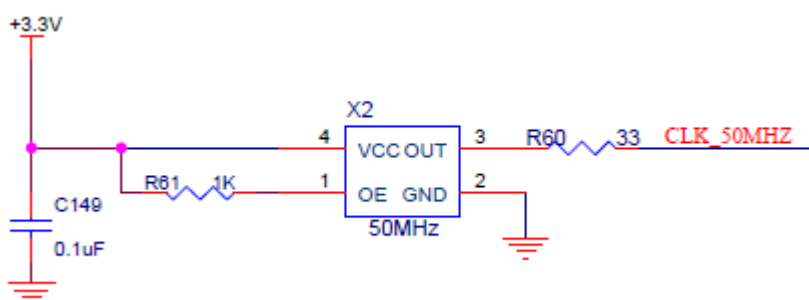 +3.3V
X2
4 VCC OUT 3 R60 33 CLK_50MHZ
R61 1K 1 OE GND 2
C149
50MHz
0.1uF